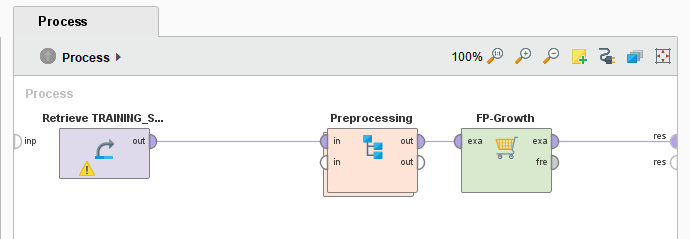 Process
Process
100%
Process
Retrieve TRAINING_S...
Preprocessing
FP-Growth
inp
out
in
out
exa
exa
res
in
out
fre
res